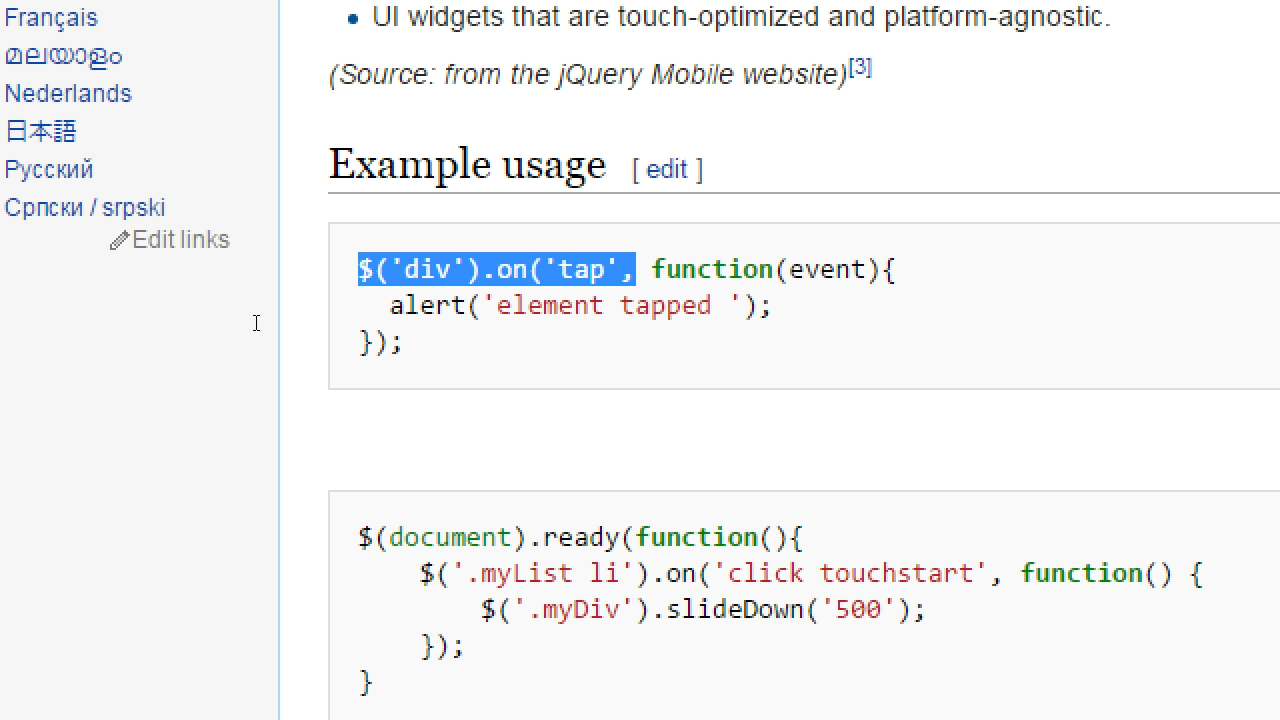 Français
മലയാളം
Nederlands
日本語
Русский
Српски / srpski
Edit links
UI widgets that are touch-optimized and platform-agnostic.
(Source: from the jQuery Mobile website)[3]
Example usage [ edit ]
$('div').on('tap', function(event){
  alert('element tapped ');
});
$(document).ready(function(){
    $('.myList li').on('click touchstart', function() {
        $('.myDiv').slideDown('500');
    });
}